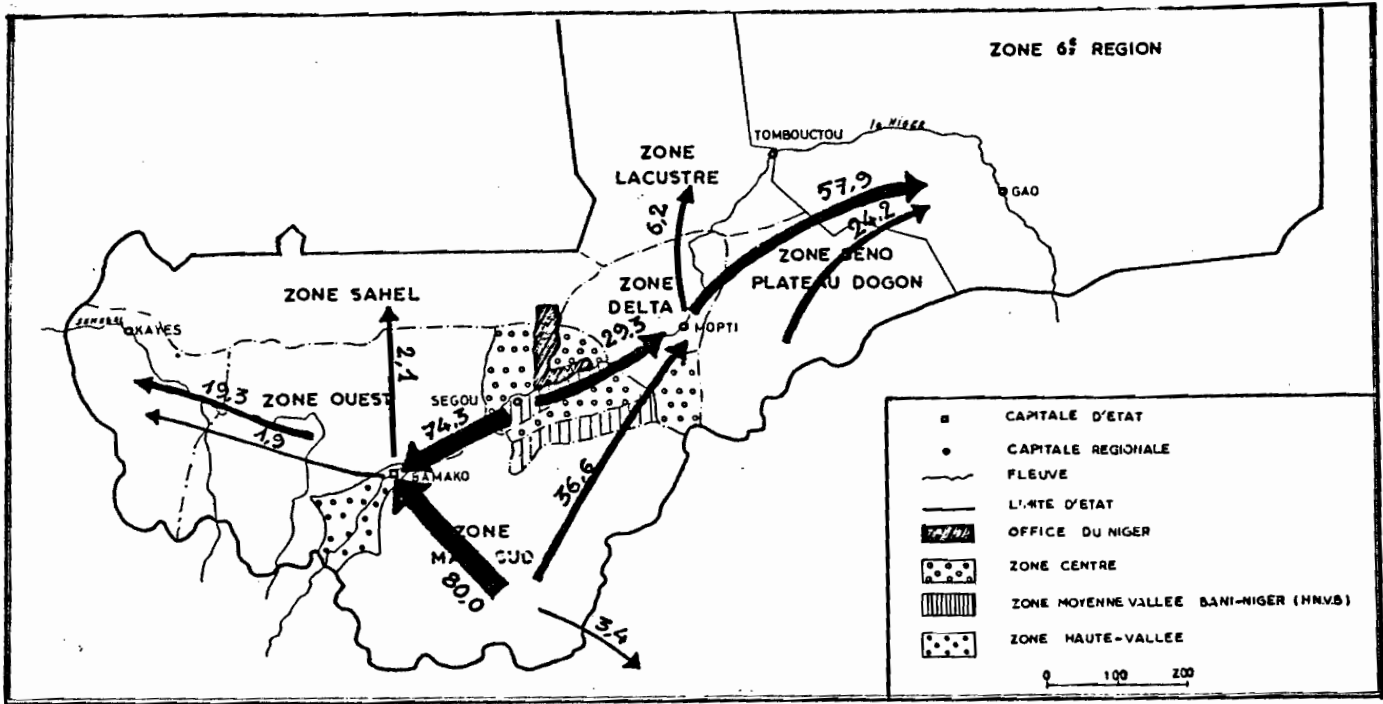 ZONE 6è REGION
le NIGER
TOMBOUCTOU
GAO
ZONE
LACUSTRE
57,9
24,2
6,2
ZONE SENO
PLATEAU DOGON
ZONE
DELTA
MOPTI
ZONE SAHEL
SENEGAL
KAYES
29,3
2,1
SEGOU
19,3
ZONE OUEST
1,9
74,3
BAMAKO
36,6
ZONE
SUD
80,0
3,4
CAPITALE D'ETAT
CAPITALE REGIONALE
FLEUVE
LIMITE D'ETAT
OFFICE DU NIGER
ZONE CENTRE
ZONE MOYENNE VALLEE BANI-NIGER (M.N.V.B)
ZONE HAUTE-VALLEE
0 100 200